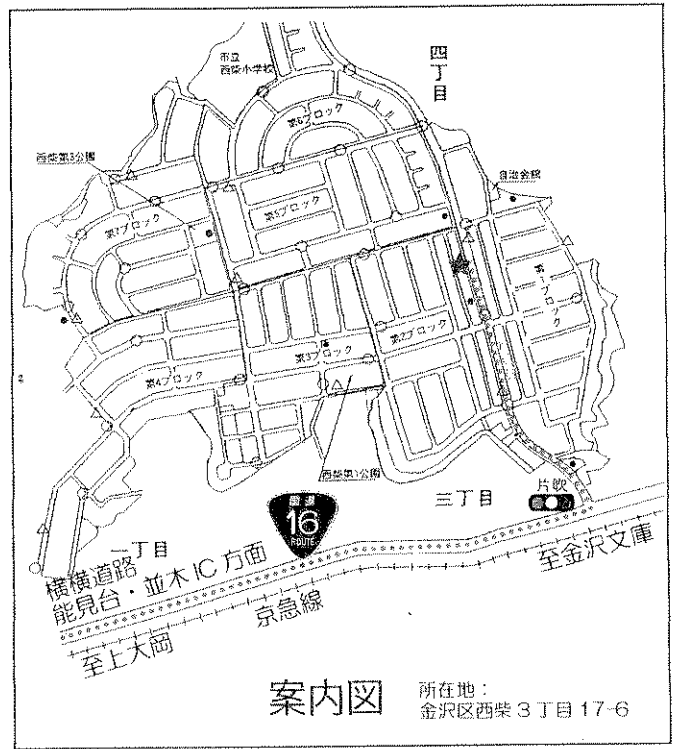 四丁目
市立
西柴小学校
第6ブロック
西柴第3公園
自治会館
第5ブロック
第7ブロック
第一ブロック
第2ブロック
第3ブロック
第4ブロック
西柴第1公園
三丁目
片吹
国道
16
ROUTE
一丁目
横横道路
能見台・並木IC方面
至金沢文庫
京急線
至上大岡
案内図
所在地:
金沢区西柴3丁目17-6